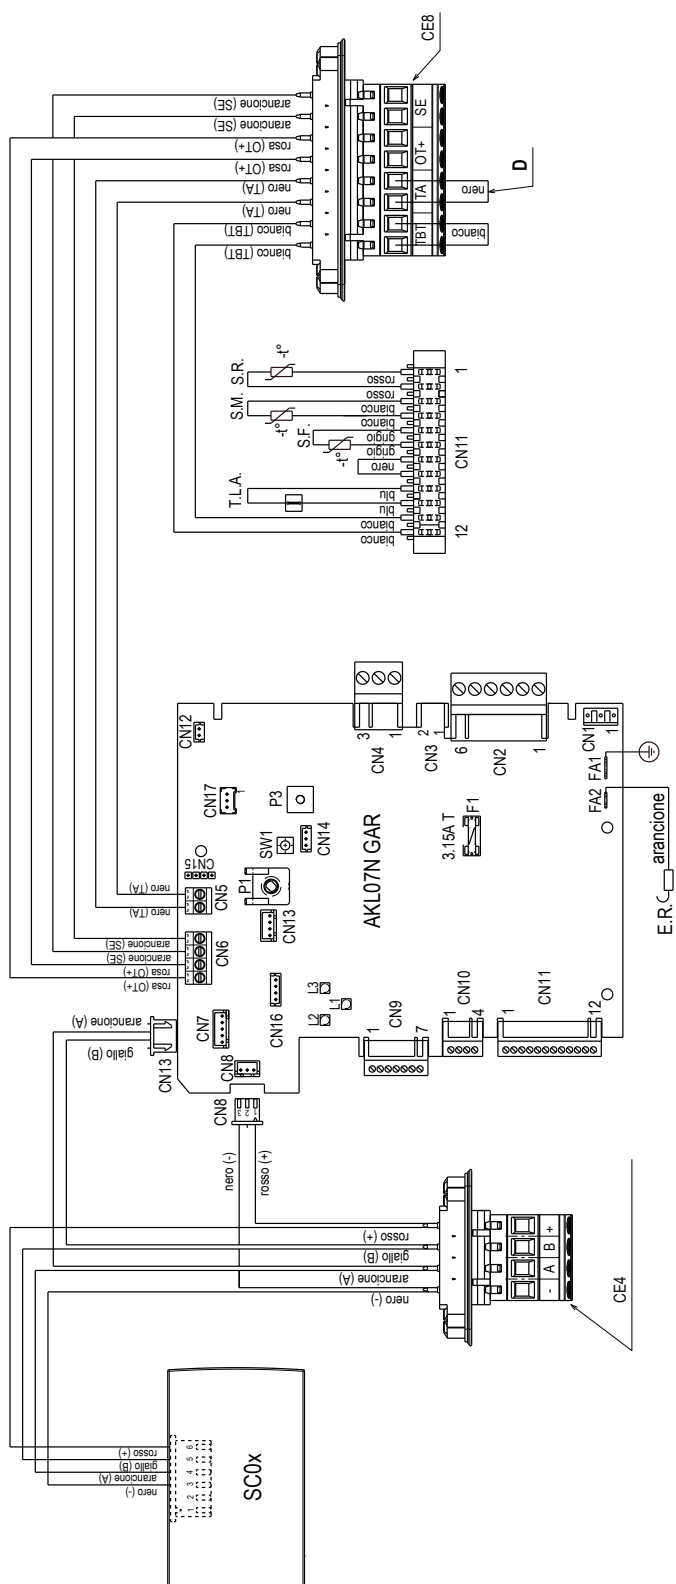 CE8
arancione (SE)
arancione (SE)
rosa (OT+
rosa (OT+
nero (TA)
nero (TA)
bianco (TBT)
bianco (TBT)
SE
OT+
TA
TBT
nero
bianco
D
S.R.
-t°
S.M.
-t°
S.F.
-t°
T.L.A.
rosso
rosso
bianco
bianco
grigio
grigio
nero
blu
blu
bianco
bianco
1
CN11
12
CN12
CN17
1
P3
SW1
CN14
CN15
P1
CN13
CN5
CN6
nero (TA)
nero (TA)
arancione (SE)
arancione (SE)
rosa (OT+
rosa (OT+
CN7
CN16
CN8
L3
L1
L2
AKL07N GAR
3
1
CN4
2
1
CN3
6
1
CN2
CN1
1
FA1
FA2
3.15A T
F1
E.R.
arancione
1
CN9
7
1
CN10
4
1
CN11
12
arancione (A)
giallo (B)
CN13
CN8
1
2
3
nero (-)
rosso (+)
rosso (+)
giallo (B)
arancione (A)
nero (-)
+
B
A
-
CE4
rosso (+)
giallo (B)
arancione (A)
nero (-)
1
2
3
4
5
6
SC0x